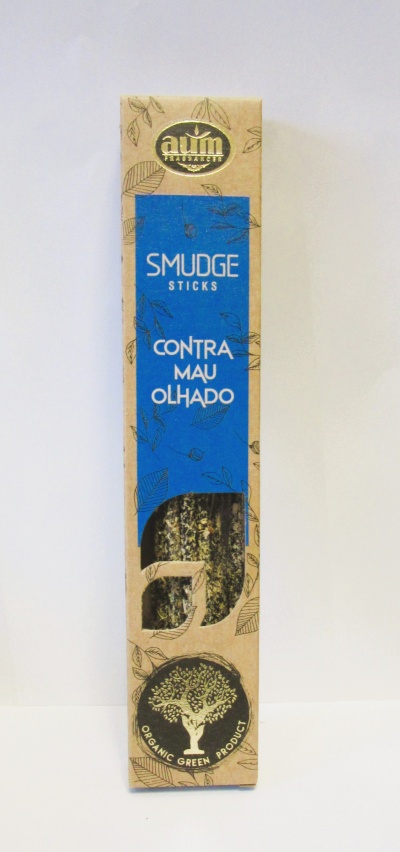 aum
FRAGRANCES
SMUDGE
STICKS
CONTRA
MAU
OLHADO
ORGANIC GREEN PRODUCT